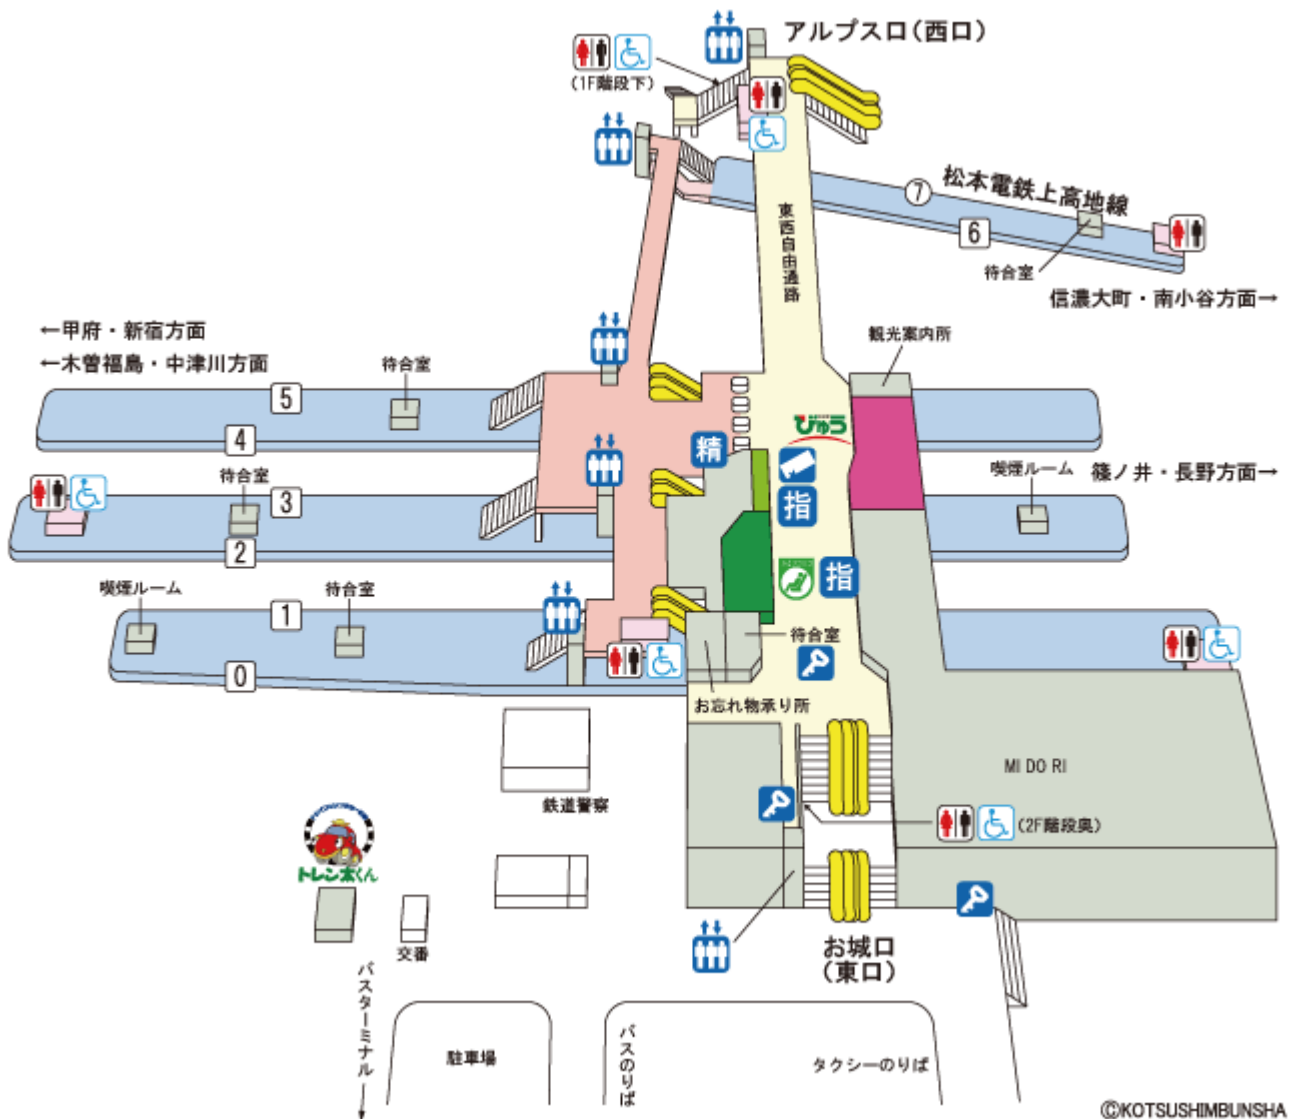 アルプス口(西口)
(1F階段下)
松本電鉄上高地線
7
6
東西自由通路
待合室
信濃大町・南小谷方面→
←甲府・新宿方面
←木曽福島・中津川方面
待合室
観光案内所
5
4
びゅう
精
待合室
喫煙ルーム
篠ノ井・長野方面→
3
指
2
喫煙ルーム
待合室
指
1
待合室
0
お忘れ物承り所
MIDORI
鉄道警察
(2F階段奥)
トレン太くん
交番
お城口
(東口)
バスターミナル
駐車場
バスのりば
タクシーのりば
©KOTSUSHIMBUNSHA